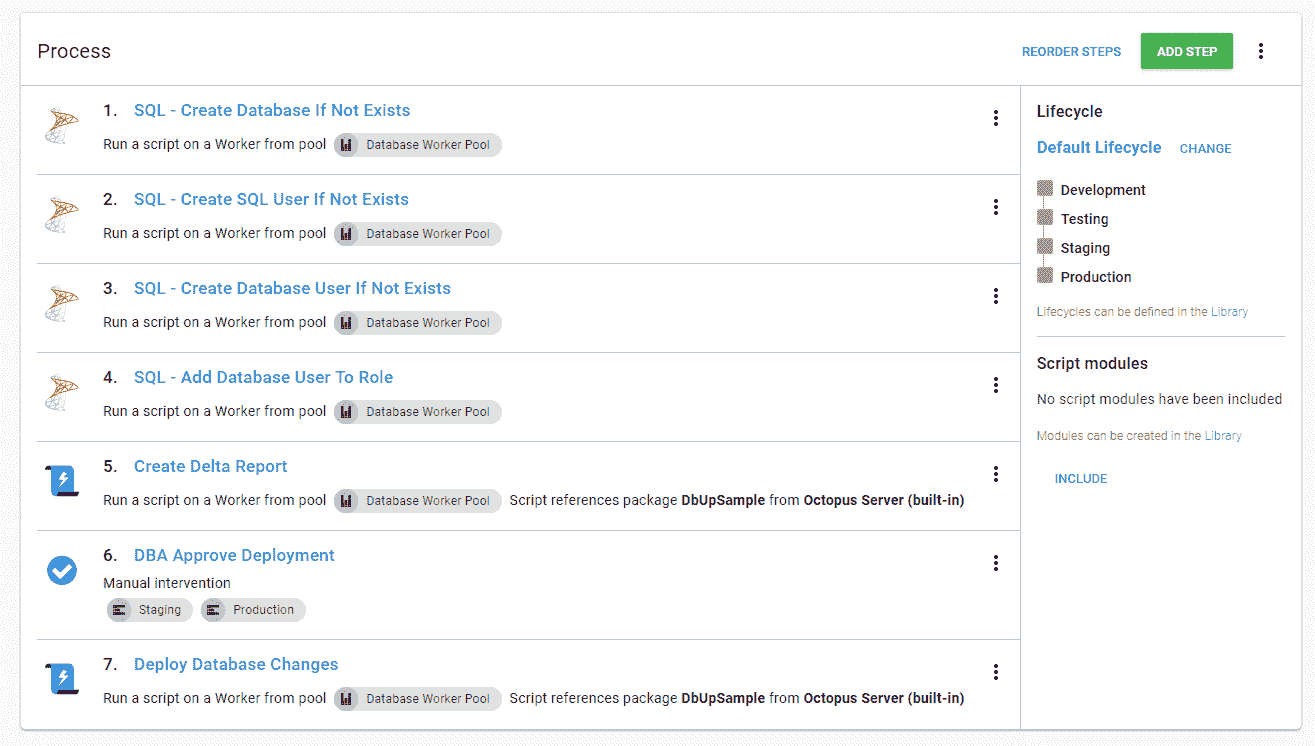 Process
REORDER STEPS
ADD STEP
1. SQL - Create Database If Not Exists
Run a script on a Worker from pool Database Worker Pool
2. SQL - Create SQL User If Not Exists
Run a script on a Worker from pool Database Worker Pool
3. SQL - Create Database User If Not Exists
Run a script on a Worker from pool Database Worker Pool
4. SQL - Add Database User To Role
Run a script on a Worker from pool Database Worker Pool
5. Create Delta Report
Run a script on a Worker from pool Database Worker Pool Script references package DbUpSample from Octopus Server (built-in)
6. DBA Approve Deployment
Manual intervention
Staging Production
7. Deploy Database Changes
Run a script on a Worker from pool Database Worker Pool Script references package DbUpSample from Octopus Server (built-in)
Lifecycle
Default Lifecycle CHANGE
Development
Testing
Staging
Production
Lifecycles can be defined in the Library
Script modules
No script modules have been included
Modules can be created in the Library
INCLUDE